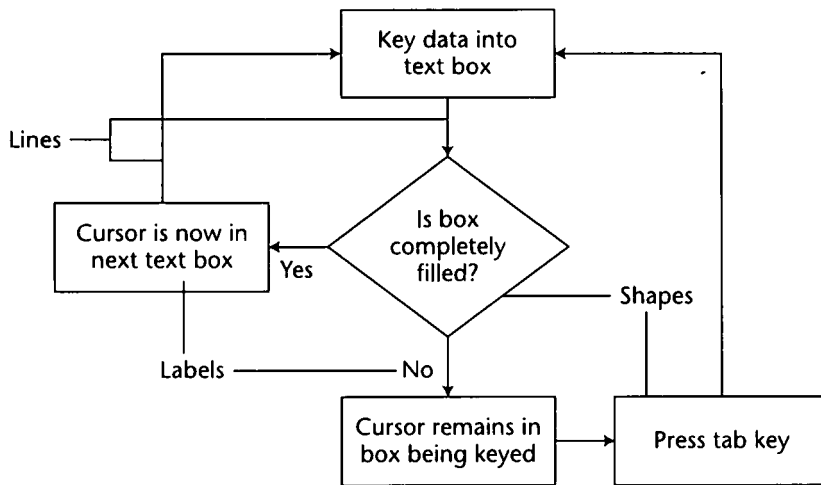 Key data into
text box
Lines
Is box
completely
filled?
Cursor is now in
next text box
Yes
Shapes
Labels
No
Cursor remains in
box being keyed
Press tab key